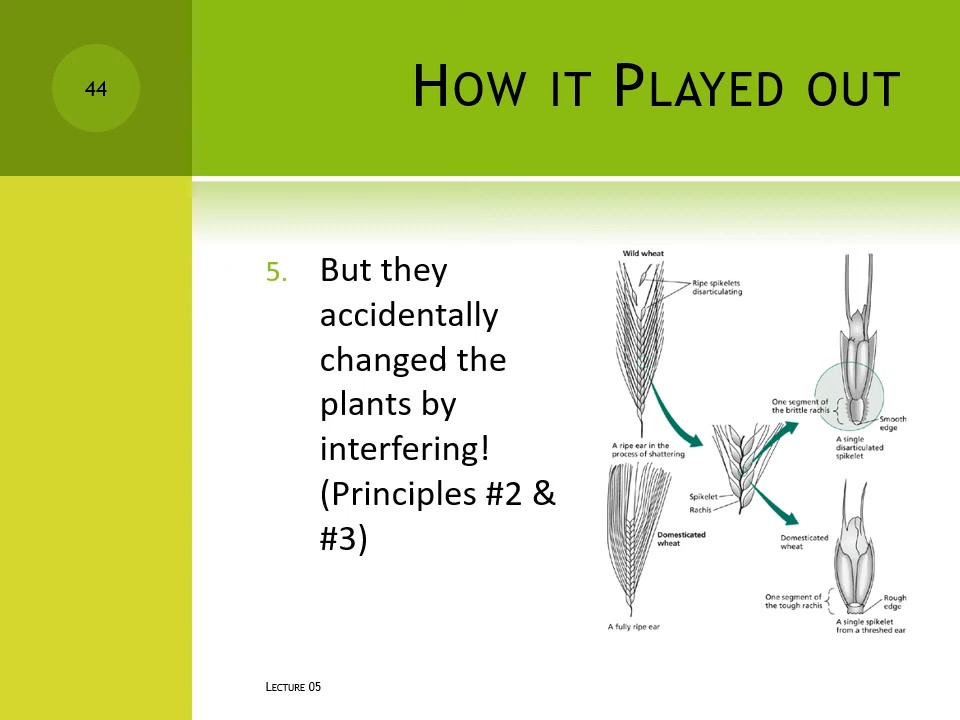 44
How it Played out
5. But they
accidentally
changed the
plants by
interfering!
(Principles #2 &
#3)
Wild wheat
Ripe spikelets
disarticulating
A ripe ear in the
process of shattering
One segment of
the brittle rachis
Smooth
edge
A single
disarticulated
spikelet
Spikelet
Rachis
Domesticated
wheat
A fully ripe ear
Domesticated
wheat
One segment of
the tough rachis
Rough
edge
A single spikelet
from a threshed ear
Lecture 05